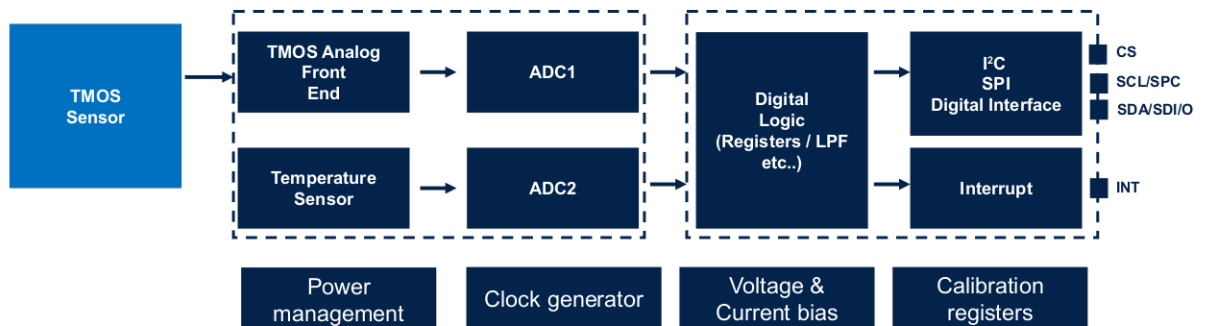 TMOS
Sensor
TMOS Analog
Front
End
ADC1
Temperature
Sensor
ADC2
Digital
Logic
(Registers / LPF
etc..)
I²C
SPI
Digital Interface
Interrupt
CS
SCL/SPC
SDA/SDI/O
INT
Power
management
Clock generator
Voltage &
Current bias
Calibration
registers